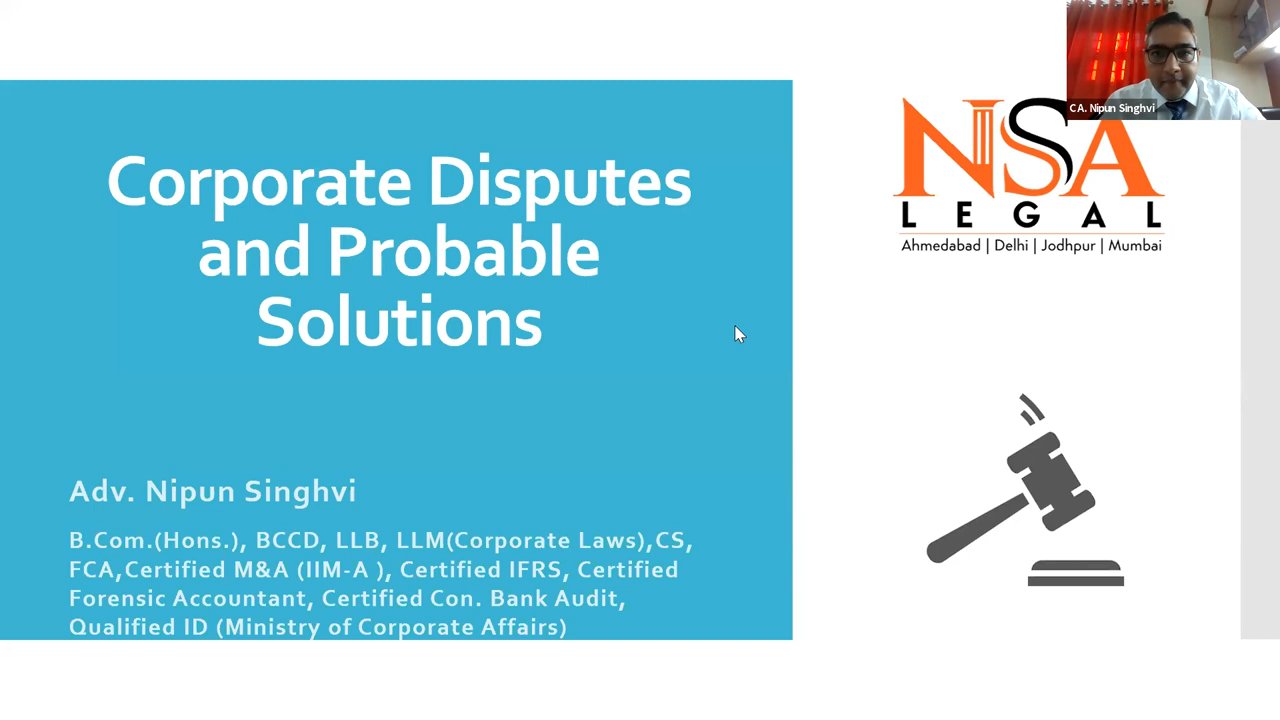 Corporate Disputes
and Probable
Solutions
Adv. Nipun Singhvi
B.Com.(Hons.), BCCD, LLB, LLM(Corporate Laws),CS,
FCA,Certified M&A (IIM-A ), Certified IFRS, Certified
Forensic Accountant, Certified Con. Bank Audit,
Qualified ID (Ministry of Corporate Affairs)
CA. Nipun Singhvi
NSA
LEGAL
Ahmedabad | Delhi | Jodhpur | Mumbai